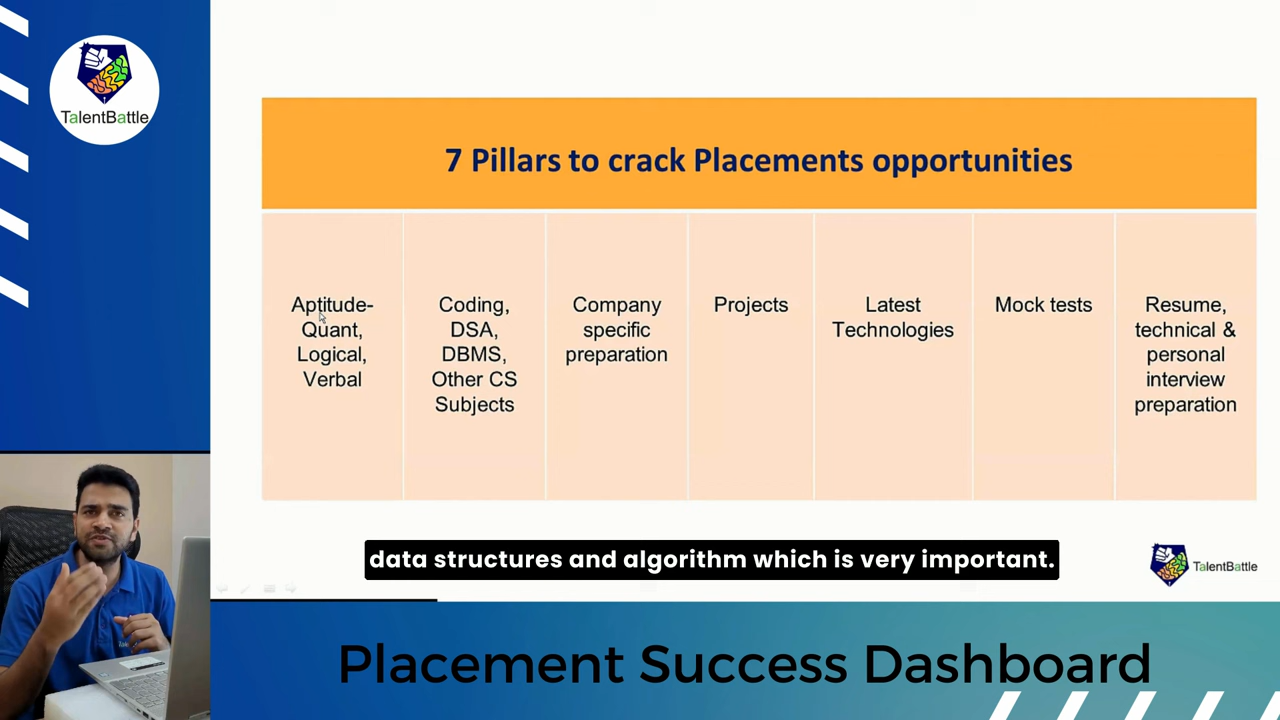 TalentBattle
7 Pillars to crack Placements opportunities
Aptitude-
Quant,
Logical,
Verbal
Coding,
DSA,
DBMS,
Other CS
Subjects
Company
specific
preparation
Projects
Latest
Technologies
Mock tests
Resume,
technical &
personal
interview
preparation
data structures and algorithm which is very important.
TalentBattle
Placement Success Dashboard